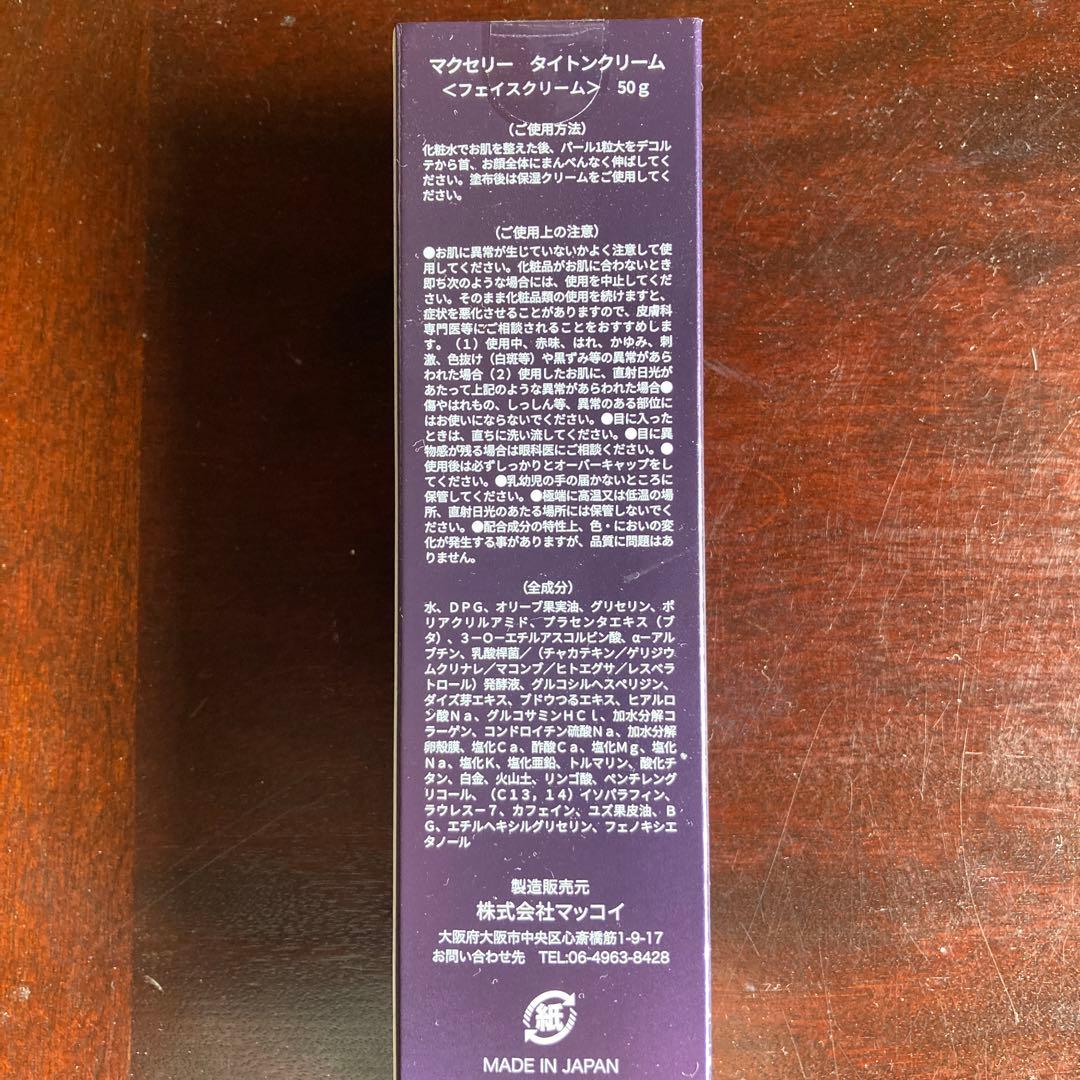 マクセリー　タイトンクリーム
＜フェイスクリーム＞　50ｇ
（ご使用方法）
化粧水でお肌を整えた後、パール1粒大をデコル
テから首、お顔全体にまんべんなく伸ばしてく
ださい。塗布後は保湿クリームをご使用してく
ださい。
（ご使用上の注意）
●お肌に異常が生じていないかよく注意して使
用してください。化粧品がお肌に合わないとき
即ち次のような場合には、使用を中止してくだ
さい。そのまま化粧品類の使用を続けますと、
症状を悪化させることがありますので、皮膚科
専門医等にご相談されることをおすすめしま
す。（１）使用中、赤味、はれ、かゆみ、刺
激、色抜け（白斑等）や黒ずみ等の異常があら
われた場合（２）使用したお肌に、直射日光が
あたって上記のような異常があらわれた場合●
傷やはれもの、しっしん等、異常のある部位に
はお使いにならないでください。●目に入った
ときは、直ちに洗い流してください。●目に異
物感が残る場合は眼科医にご相談ください。●
使用後は必ずしっかりとオーバーキャップをし
てください。●乳幼児の手の届かないところに
保管してください。●極端に高温又は低温の場
所、直射日光のあたる場所には保管しないでく
ださい。●配合成分の特性上、色・においの変
化が発生する事がありますが、品質に問題はあ
りません。
（全成分）
水、ＤＰＧ、オリーブ果実油、グリセリン、ポ
リアクリルアミド、プラセンタエキス（ブ
タ）、３－Ｏ－エチルアスコルビン酸、α－アル
ブチン、乳酸桿菌／（チャカテキン／ゲリジウ
ムクリナレ／マコンブ／ヒトエグサ／レスベラ
トロール）発酵液、グルコシルヘスペリジン、
ダイズ芽エキス、ブドウつるエキス、ヒアルロ
ン酸Ｎａ、グルコサミンＨＣｌ、加水分解コ
ラーゲン、コンドロイチン硫酸Ｎａ、加水分解
卵殻膜、塩化Ｃａ、酢酸Ｃａ、塩化Ｍｇ、塩化
Ｎａ、塩化Ｋ、塩化亜鉛、トルマリン、酸化チ
タン、白金、火山土、リンゴ酸、ペンチレング
リコール、（Ｃ１３，１４）イソパラフィン、
ラウレス－７、カフェイン、ユズ果皮油、Ｂ
Ｇ、エチルヘキシルグリセリン、フェノキシエ
タノール
製造販売元
株式会社マッコイ
大阪府大阪市中央区心斎橋筋1-9-17
お問い合わせ先　TEL:06-4963-8428
紙
MADE IN JAPAN